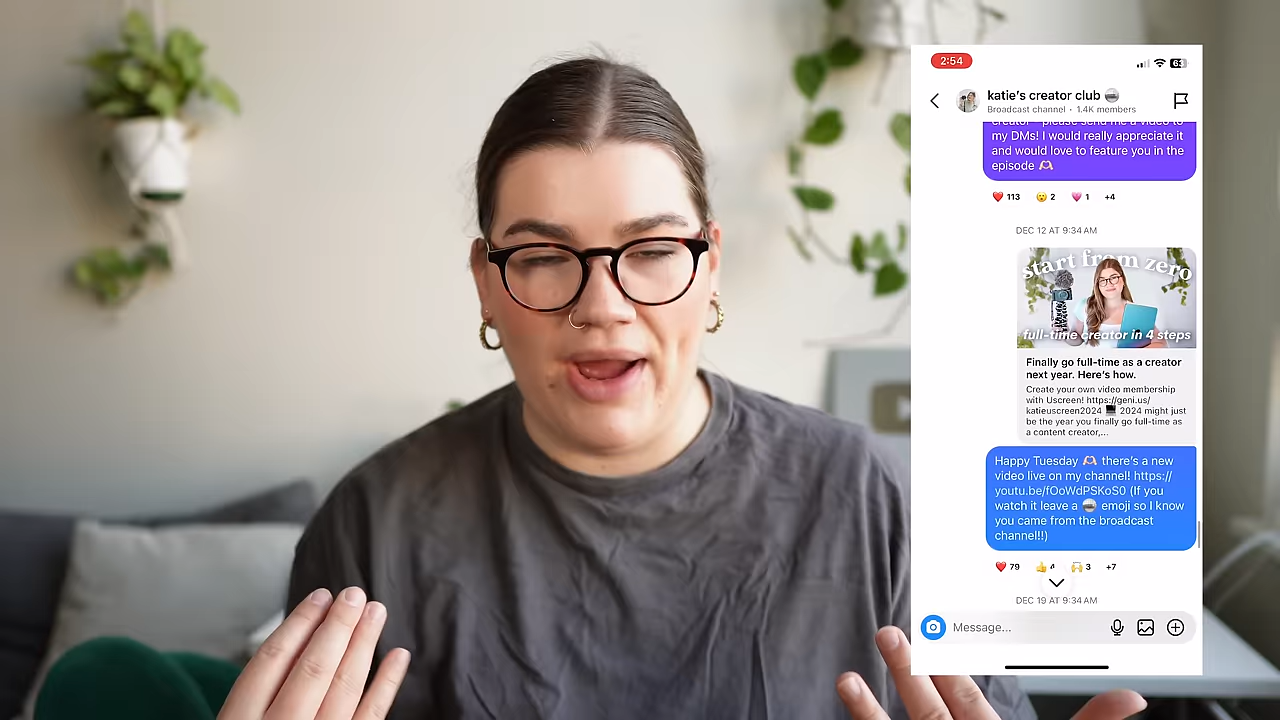 2:54
64
katie's creator club
Broadcast channel · 1.4K members
creator - please send me a video to
my DMs! I would really appreciate it
and would love to feature you in the
episode 🫶🏻
❤️ 113 😮 2 💗 1 +4
DEC 12 AT 9:34 AM
start from zero
full-time creator in 4 steps
Finally go full-time as a creator
next year. Here's how.
Create your own video membership
with Uscreen! https://geni.us/
katieuscreen2024 🖥️ 2024 might just
be the year you finally go full-time as
a content creator,...
Happy Tuesday 🫶🏻 there's a new
video live on my channel! https://
youtu.be/fOoWdPSKoS0 (If you
watch it leave a emoji so I know
you came from the broadcast
channel!!)
❤️ 79 👍 4 🙌🏻 3 +7
DEC 19 AT 9:34 AM
Message...